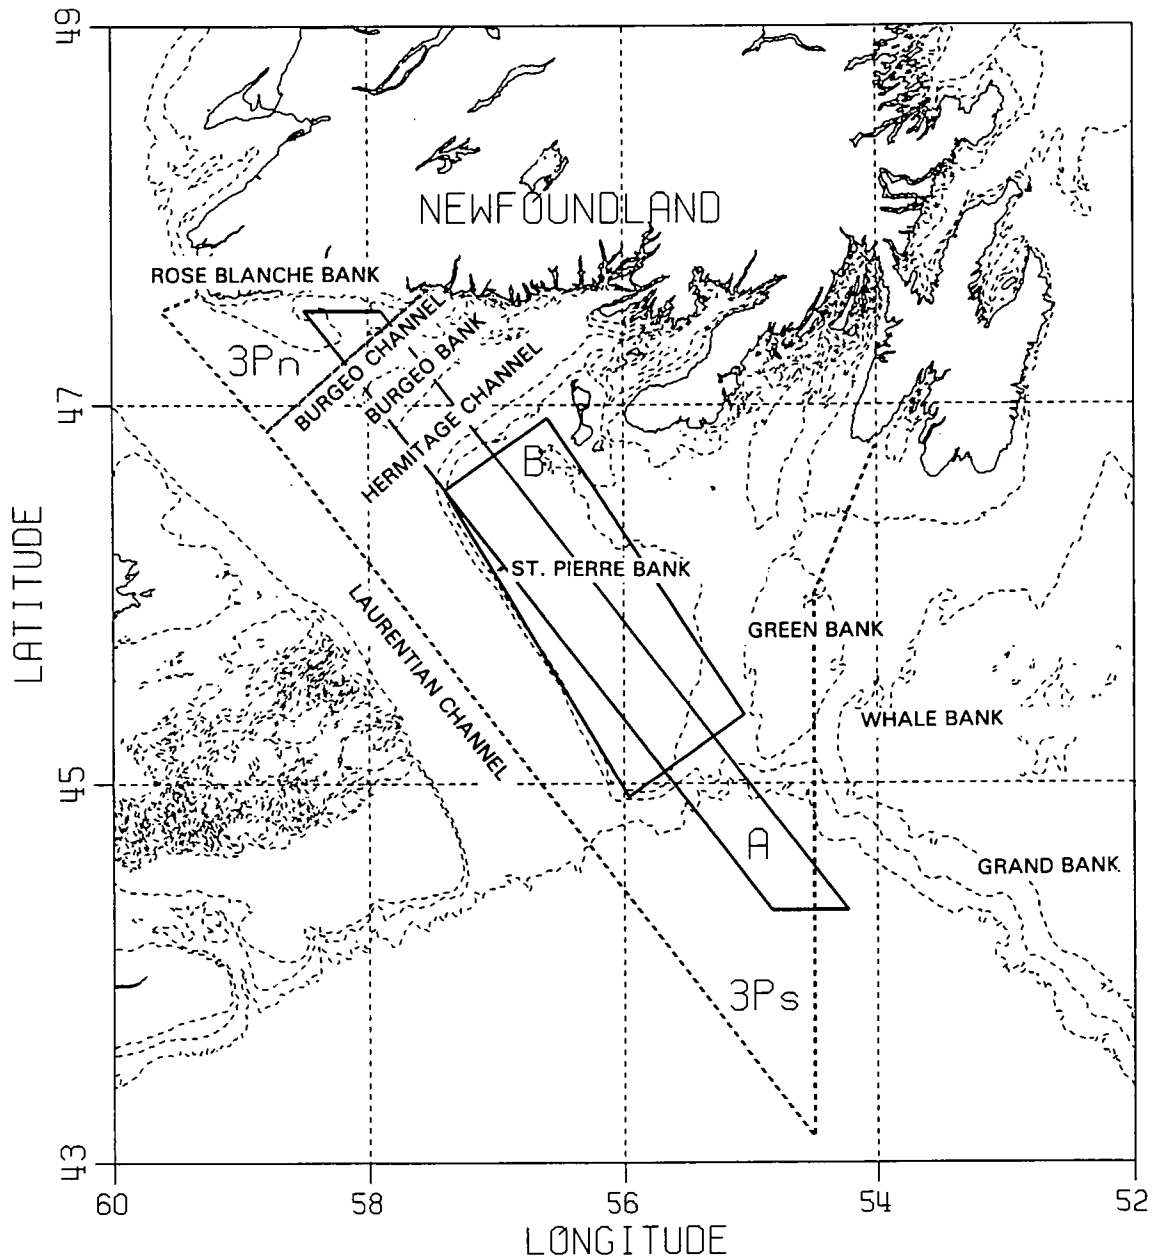 49
NEWFOUNDLAND
ROSE BLANCHE BANK
3Pn
BURGEO CHANNEL
BURGEO BANK
HERMITAGE CHANNEL
47
B
ST. PIERRE BANK
LATITUDE
LAURENTIAN CHANNEL
GREEN BANK
WHALE BANK
45
A
GRAND BANK
3Ps
43
60
58
56
54
52
LONGITUDE